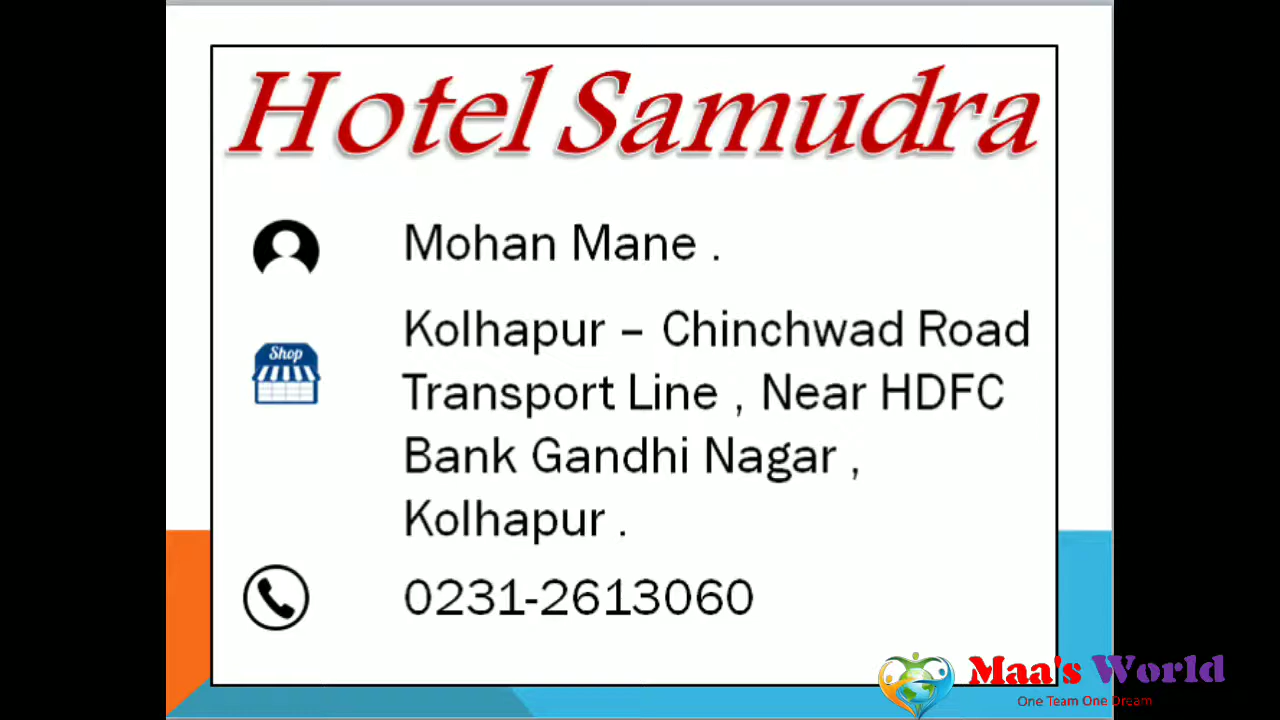 Hotel Samudra
Mohan Mane .
Shop
Kolhapur – Chinchwad Road
Transport Line , Near HDFC
Bank Gandhi Nagar ,
Kolhapur .
0231-2613060
Maa's World
One Team One Dream